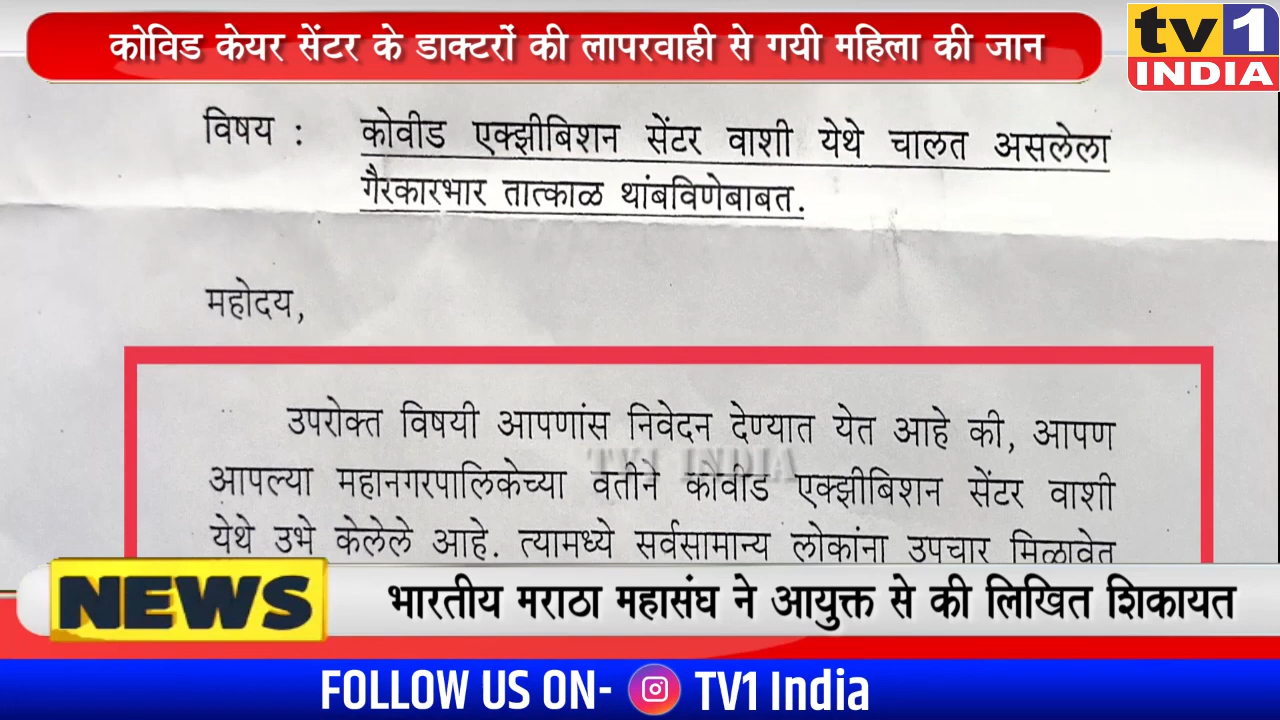 कोविड केयर सेंटर के डाक्टरों की लापरवाही से गयी महिला की जान
tv1
INDIA
विषय : कोवीड एक्झीबिशन सेंटर वाशी येथे चालत असलेला
गैरकारभार तात्काळ थांबविणेबाबत.
महोदय,
उपरोक्त विषयी आपणांस निवेदन देण्यात येत आहे की, आपण
TV1 INDIA
आपल्या महानगरपालिकेच्या वतीने कोवीड एक्झीबिशन सेंटर वाशी
येथे उभे केलेले आहे. त्यामध्ये सर्वसामान्य लोकांना उपचार मिळावेत
NEWS
भारतीय मराठा महासंघ ने आयुक्त से की लिखित शिकायत
FOLLOW US ON- TV1 India